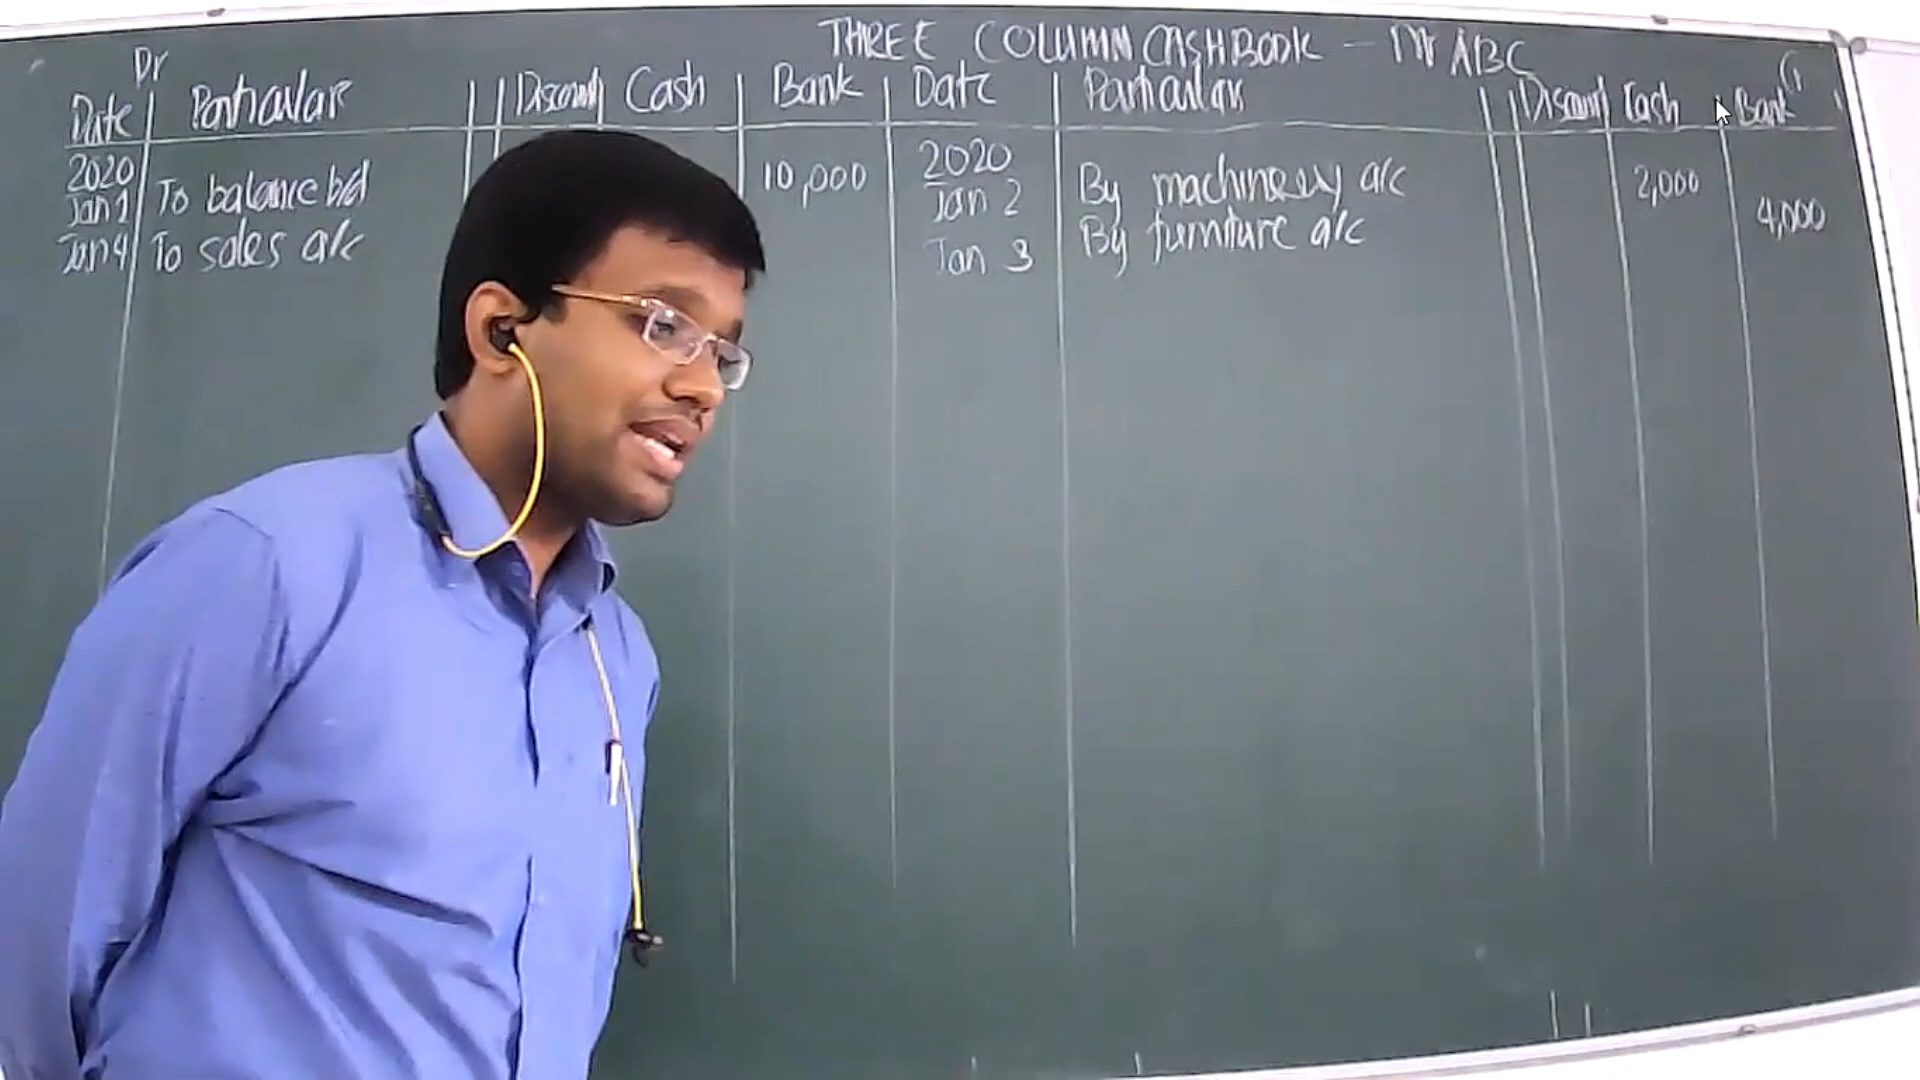 THREE COLUMN CASHBOOK - Mr ABC
Dr
Date Particular Discount Cash Bank Date Particular Discount Cash Bank
2020 2020
Jan 1 To balance b/d 10,000 Jan 2 By machinery a/c 2,000
Jan 4 To sales a/c Jan 3 By furniture a/c 4,000